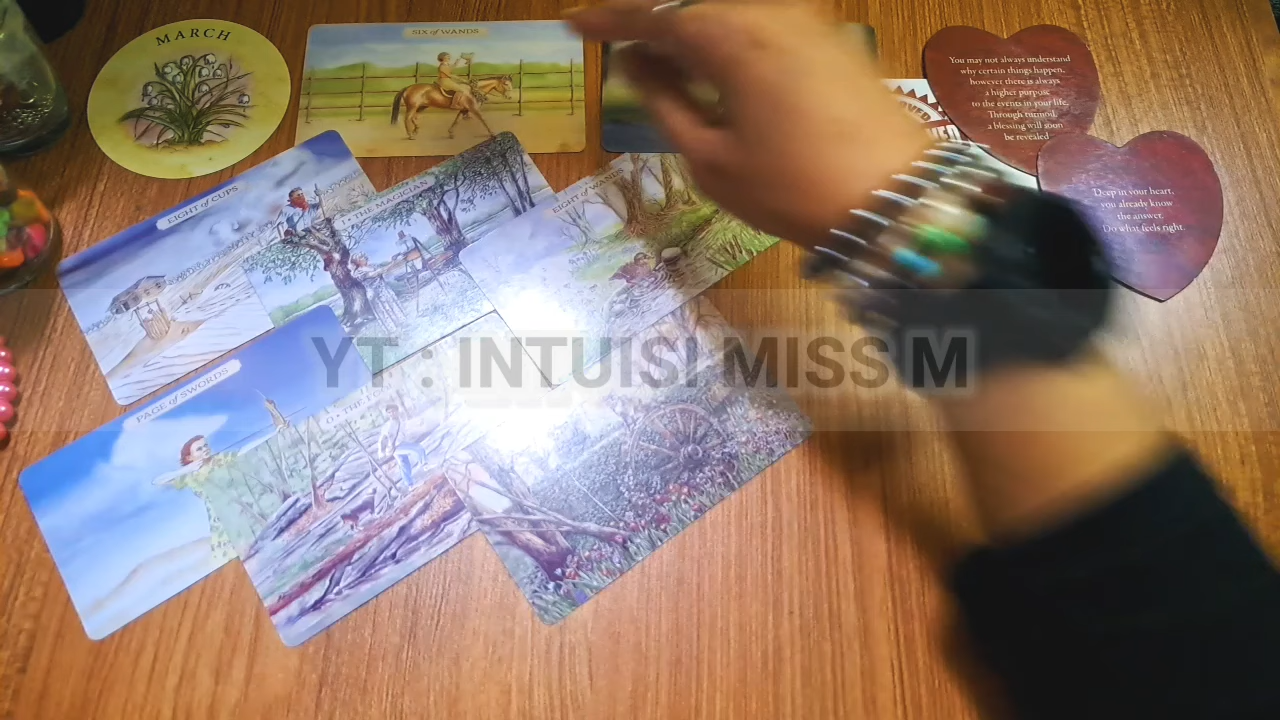 MARCH
SIX of WANDS
You may not always understand
why certain things happen,
however there is always
a higher purpose
to the events in your life.
Through turmoil,
a blessing will soon
be revealed
Deep in your heart,
you already know
the answer.
Do what feels right.
EIGHT of CUPS
I • THE MAGICIAN
EIGHT of WANDS
YT : INTUISI MISS M
PAGE of SWORDS
THE